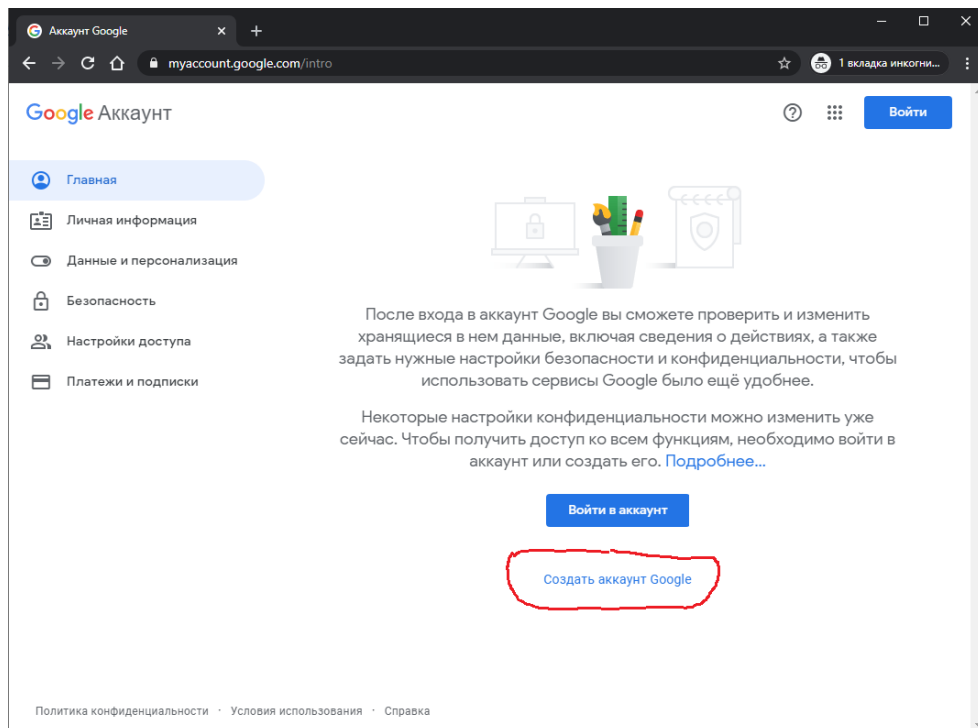 Аккаунт Google
myaccount.google.com/intro
1 вкладка инкогни...
Google Аккаунт
Войти
Главная
Личная информация
Данные и персонализация
Безопасность
Настройки доступа
Платежи и подписки
После входа в аккаунт Google вы сможете проверить и изменить
хранящиеся в нем данные, включая сведения о действиях, а также
задать нужные настройки безопасности и конфиденциальности, чтобы
использовать сервисы Google было ещё удобнее.
Некоторые настройки конфиденциальности можно изменить уже
сейчас. Чтобы получить доступ ко всем функциям, необходимо войти в
аккаунт или создать его. Подробнее...
Войти в аккаунт
Создать аккаунт Google
Политика конфиденциальности · Условия использования · Справка